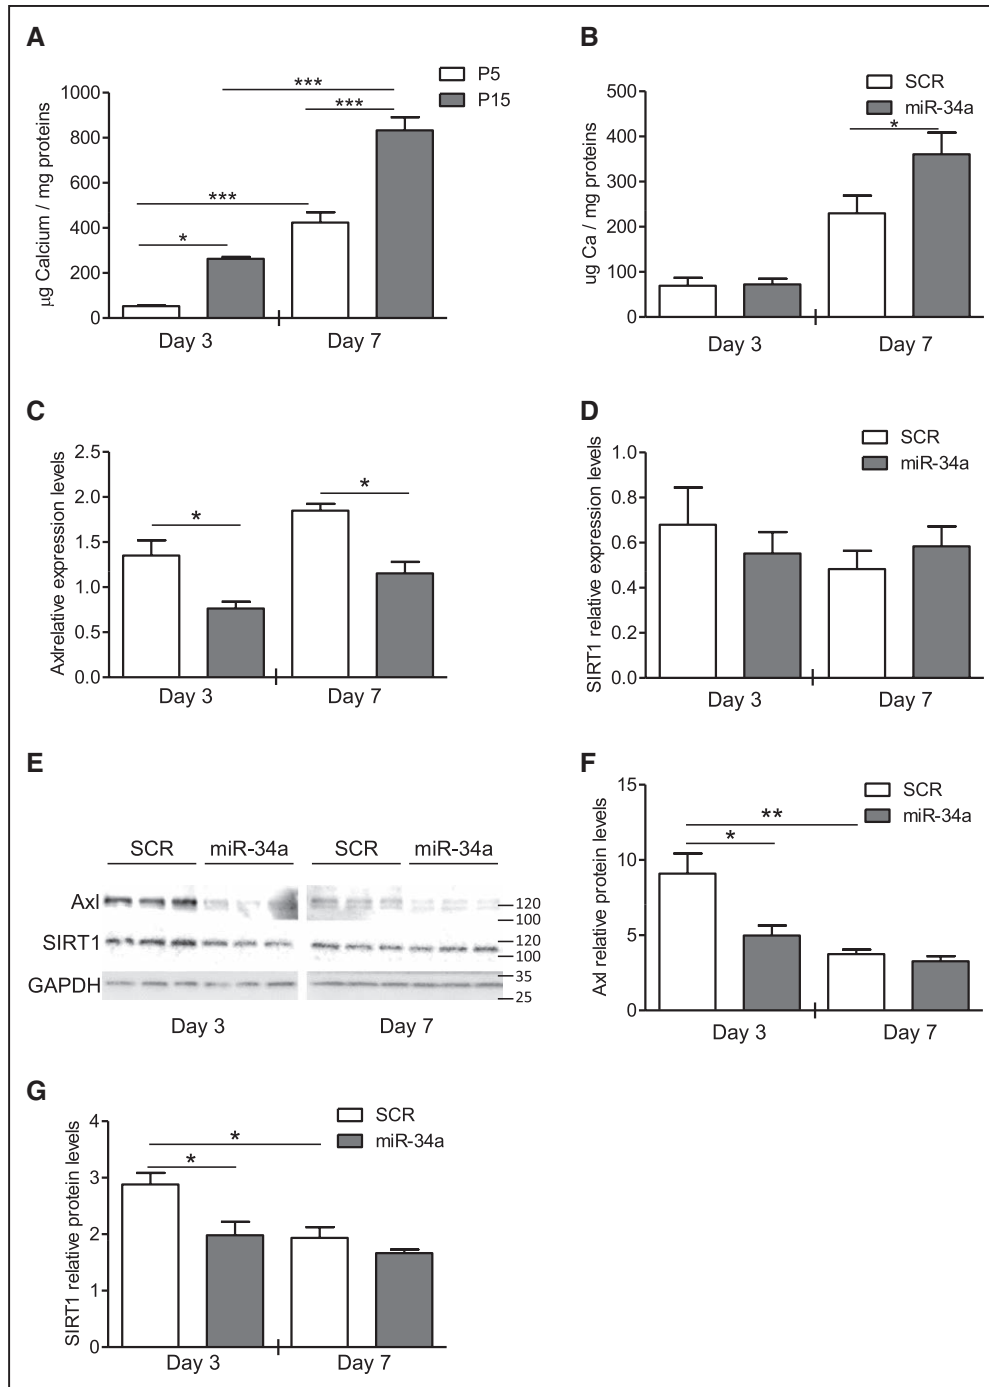 A
P5
P15
***
***
***
*
µg Calcium / mg proteins
1000
800
600
400
200
0
Day 3
Day 7
B
SCR
miR-34a
*
ug Ca / mg proteins
500
400
300
200
100
0
Day 3
Day 7
C
*
*
Axlrelative expression levels
2.5
2.0
1.5
1.0
0.5
0.0
Day 3
Day 7
D
SCR
miR-34a
SIRT1 relative expression levels
1.0
0.8
0.6
0.4
0.2
0.0
Day 3
Day 7
E
SCR miR-34a SCR miR-34a
Axl
120
100
SIRT1
120
100
GAPDH
35
25
Day 3
Day 7
F
SCR
miR-34a
**
*
Axl relative protein levels
15
10
5
0
Day 3
Day 7
G
SCR
miR-34a
*
*
SIRT1 relative protein levels
4
3
2
1
0
Day 3
Day 7